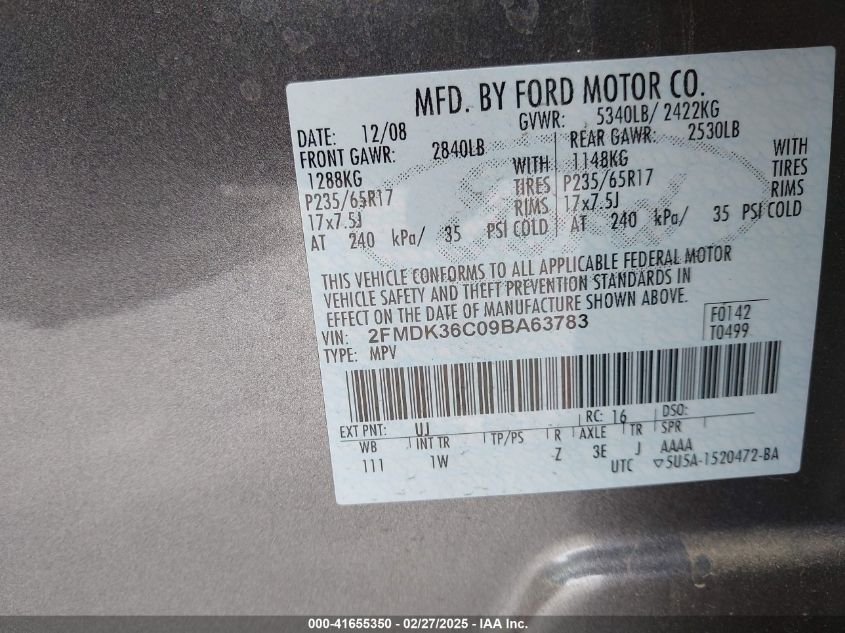 MFD. BY FORD MOTOR CO.
DATE: 12/08 GVWR: 5340LB/ 2422KG
FRONT GAWR: 2840LB REAR GAWR: 2530LB
1288KG WITH 1148KG WITH
P235/65R17 TIRES P235/65R17 TIRES
17x7.5J RIMS 17x7.5J RIMS
AT 240 kPa/ 35 PSI COLD AT 240 kPa/ 35 PSI COLD
THIS VEHICLE CONFORMS TO ALL APPLICABLE FEDERAL MOTOR
VEHICLE SAFETY AND THEFT PREVENTION STANDARDS IN
EFFECT ON THE DATE OF MANUFACTURE SHOWN ABOVE.
VIN: 2FMDK36C09BA63783 F0142
TYPE: MPV T0499
EXT PNT: UJ RC: 16 DSO:
WB INT TR TP/PS R AXLE TR SPR
111 1W Z 3E J AAAA
UTC ▽5U5A-1520472-BA
000-41655350 - 02/27/2025 - IAA Inc.